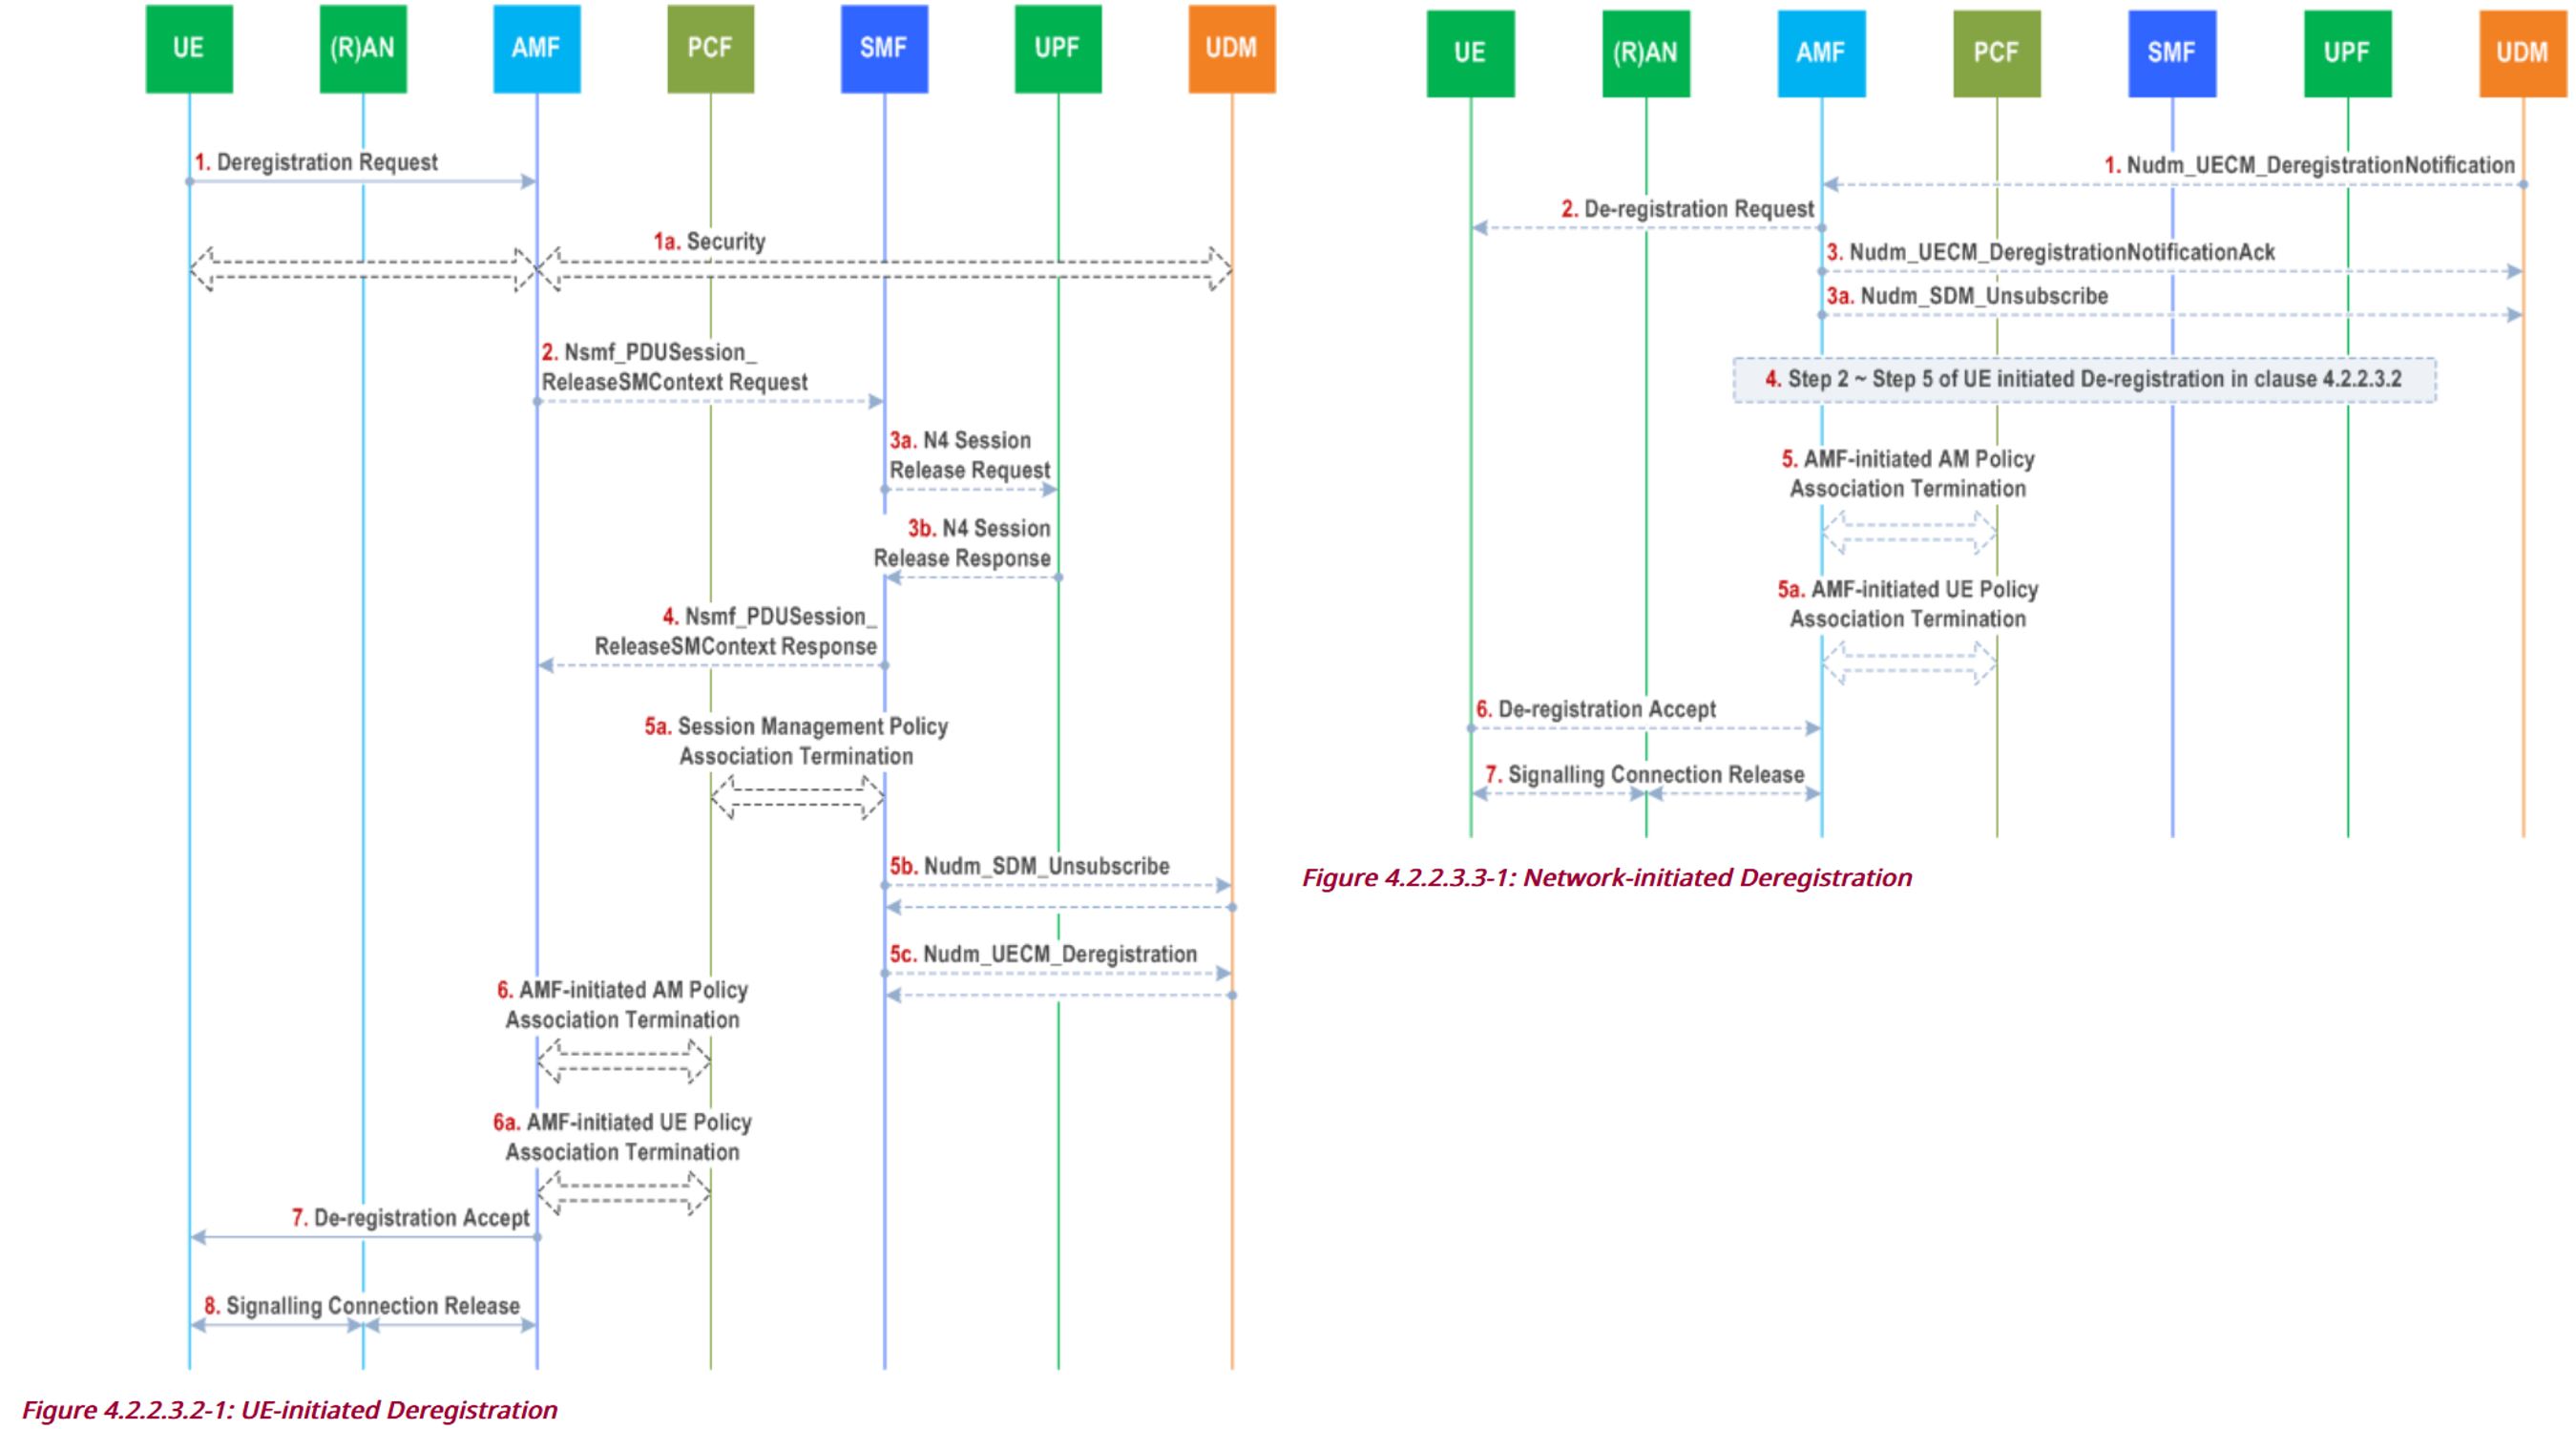 UE
(R)AN
AMF
PCF
SMF
UPF
UDM
1. Deregistration Request
1a. Security
2. Nsmf_PDUSession_
ReleaseSMContext Request
3a. N4 Session
Release Request
3b. N4 Session
Release Response
4. Nsmf_PDUSession_
ReleaseSMContext Response
5a. Session Management Policy
Association Termination
5b. Nudm_SDM_Unsubscribe
5c. Nudm_UECM_Deregistration
6. AMF-initiated AM Policy
Association Termination
6a. AMF-initiated UE Policy
Association Termination
7. De-registration Accept
8. Signalling Connection Release
Figure 4.2.2.3.2-1: UE-initiated Deregistration
UE
(R)AN
AMF
PCF
SMF
UPF
UDM
1. Nudm_UECM_DeregistrationNotification
2. De-registration Request
3. Nudm_UECM_DeregistrationNotificationAck
3a. Nudm_SDM_Unsubscribe
4. Step 2 ~ Step 5 of UE initiated De-registration in clause 4.2.2.3.2
5. AMF-initiated AM Policy
Association Termination
5a. AMF-initiated UE Policy
Association Termination
6. De-registration Accept
7. Signalling Connection Release
Figure 4.2.2.3.3-1: Network-initiated Deregistration